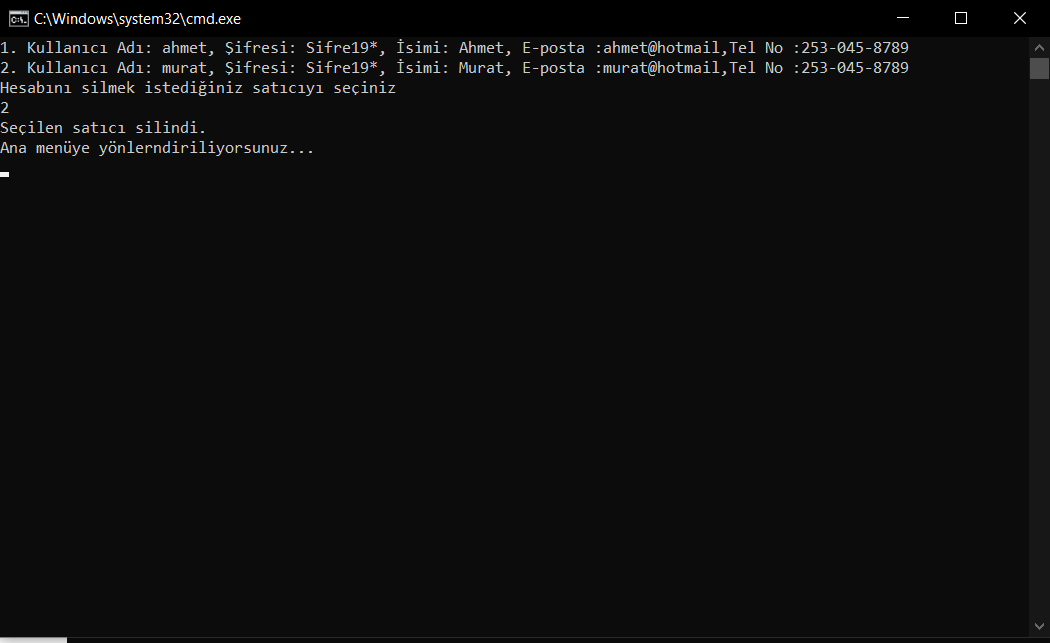 C:\Windows\system32\cmd.exe
1. Kullanıcı Adı: ahmet, Şifresi: Sifre19*, İsimi: Ahmet, E-posta :ahmet@hotmail,Tel No :253-045-8789
2. Kullanıcı Adı: murat, Şifresi: Sifre19*, İsimi: Murat, E-posta :murat@hotmail,Tel No :253-045-8789
Hesabını silmek istediğiniz satıcıyı seçiniz
2
Seçilen satıcı silindi.
Ana menüye yönlerndiriliyorsunuz...